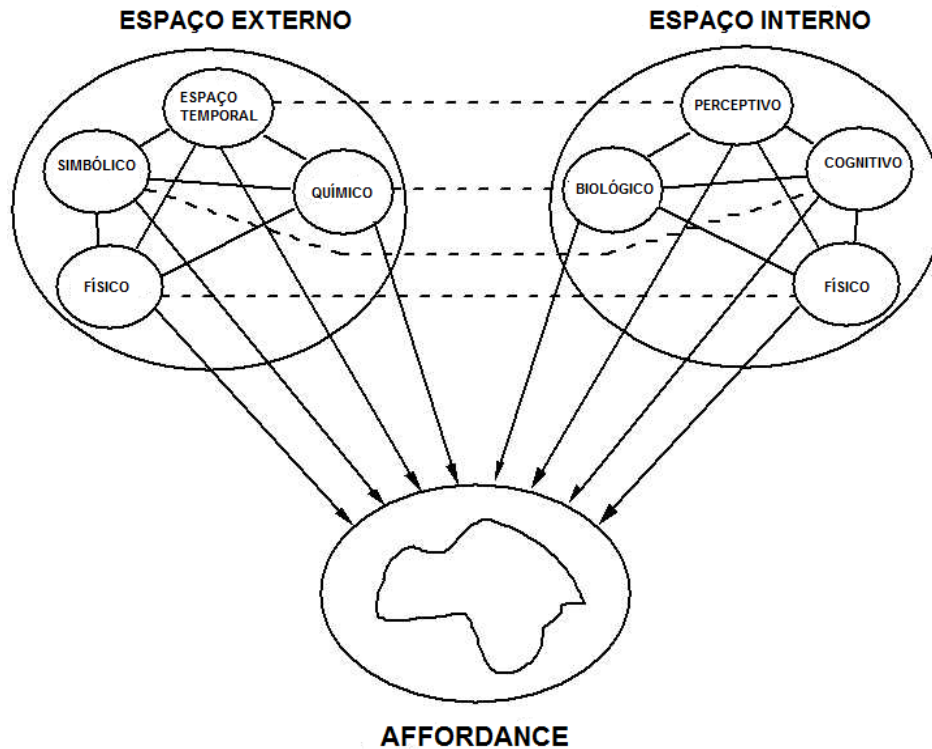 ESPAÇO EXTERNO
ESPAÇO
TEMPORAL
SIMBÓLICO
QUÍMICO
FÍSICO
ESPAÇO INTERNO
PERCEPTIVO
COGNITIVO
BIOLÓGICO
FÍSICO
AFFORDANCE